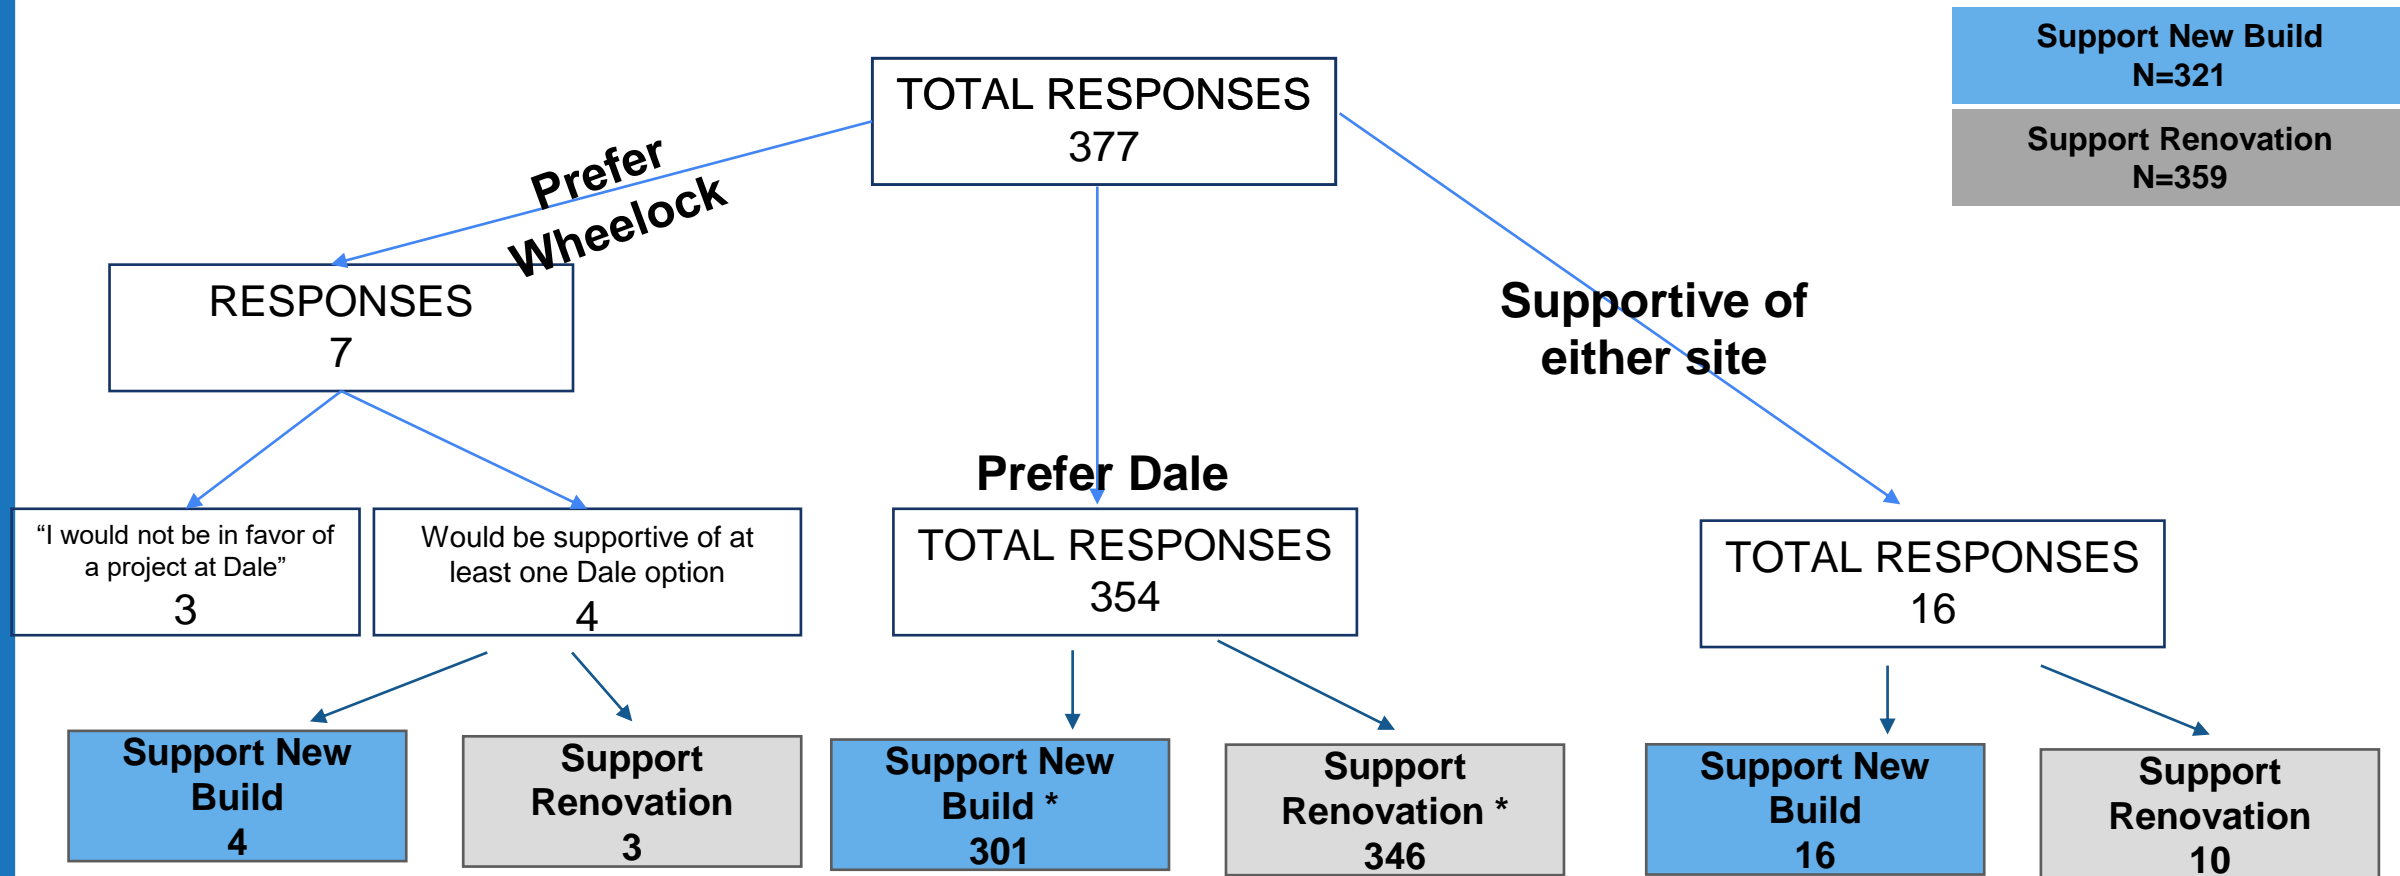 Support New Build
N=321
Support Renovation
N=359
TOTAL RESPONSES
377
Prefer
Wheelock
RESPONSES
7
Supportive of
either site
Prefer Dale
“I would not be in favor of
a project at Dale”
3
Would be supportive of at
least one Dale option
4
TOTAL RESPONSES
354
TOTAL RESPONSES
16
Support New
Build
4
Support
Renovation
3
Support New
Build *
301
Support
Renovation *
346
Support New
Build
16
Support
Renovation
10